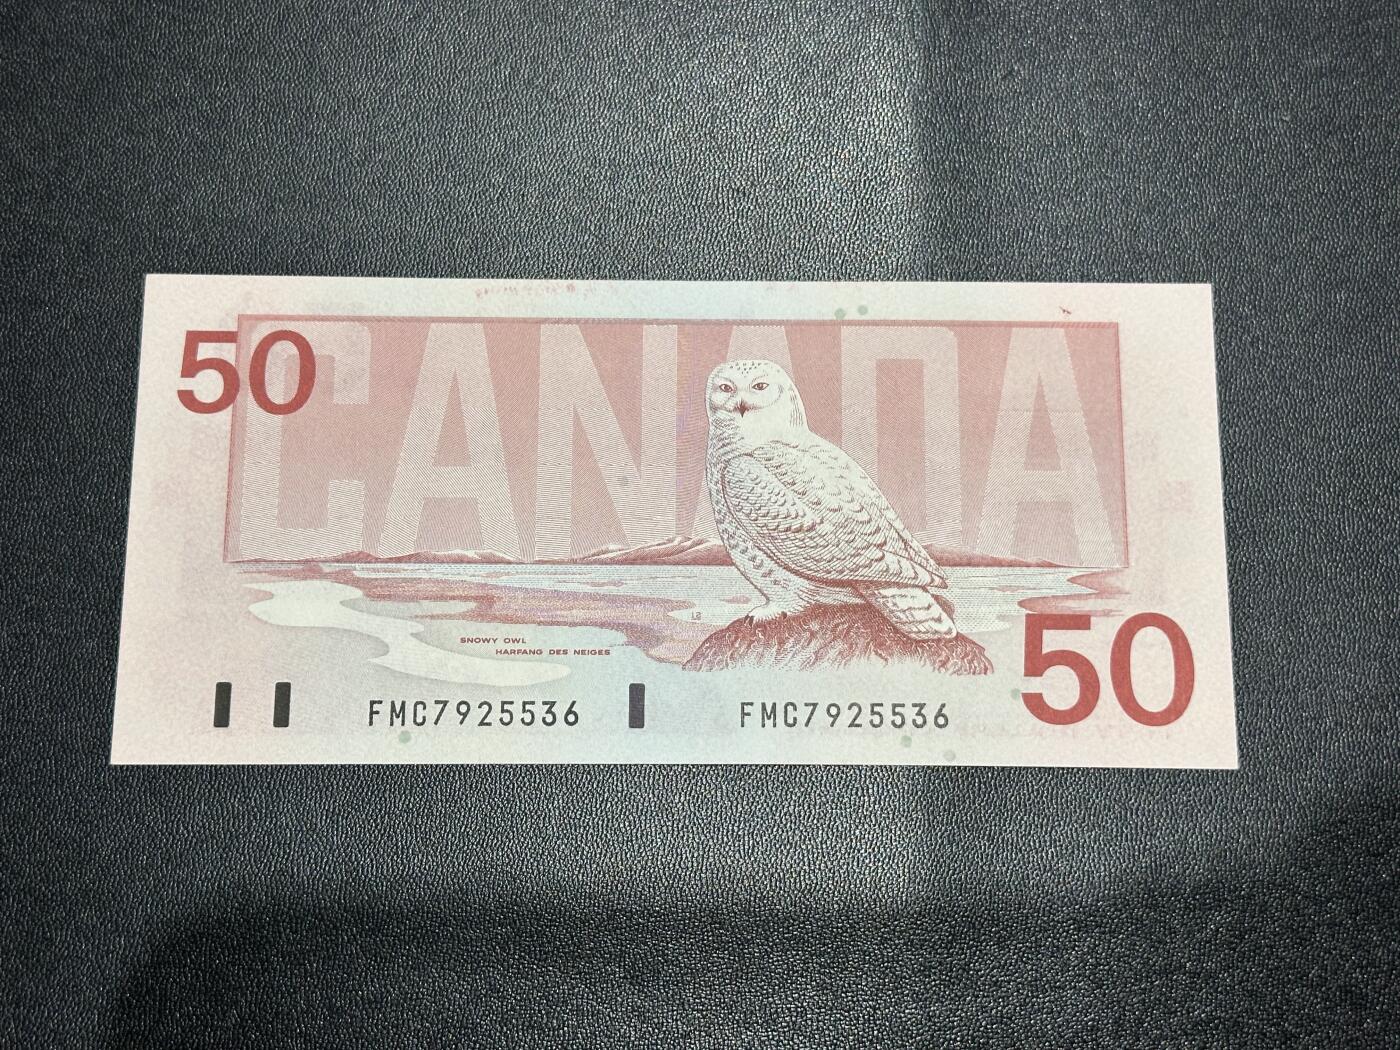 50
CANADA
SNOWY OWL
HARFANG DES NEIGES
50
FMC7925536 FMC7925536